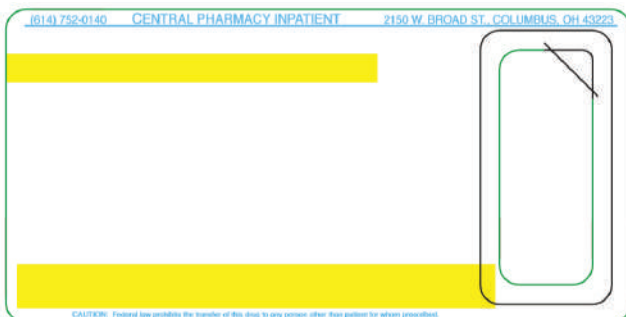 (614) 752-0140 CENTRAL PHARMACY INPATIENT 2150 W. BROAD ST., COLUMBUS, OH 43223
CAUTION: Federal law prohibits the transfer of this drug to any person other than patient for whom prescribed.